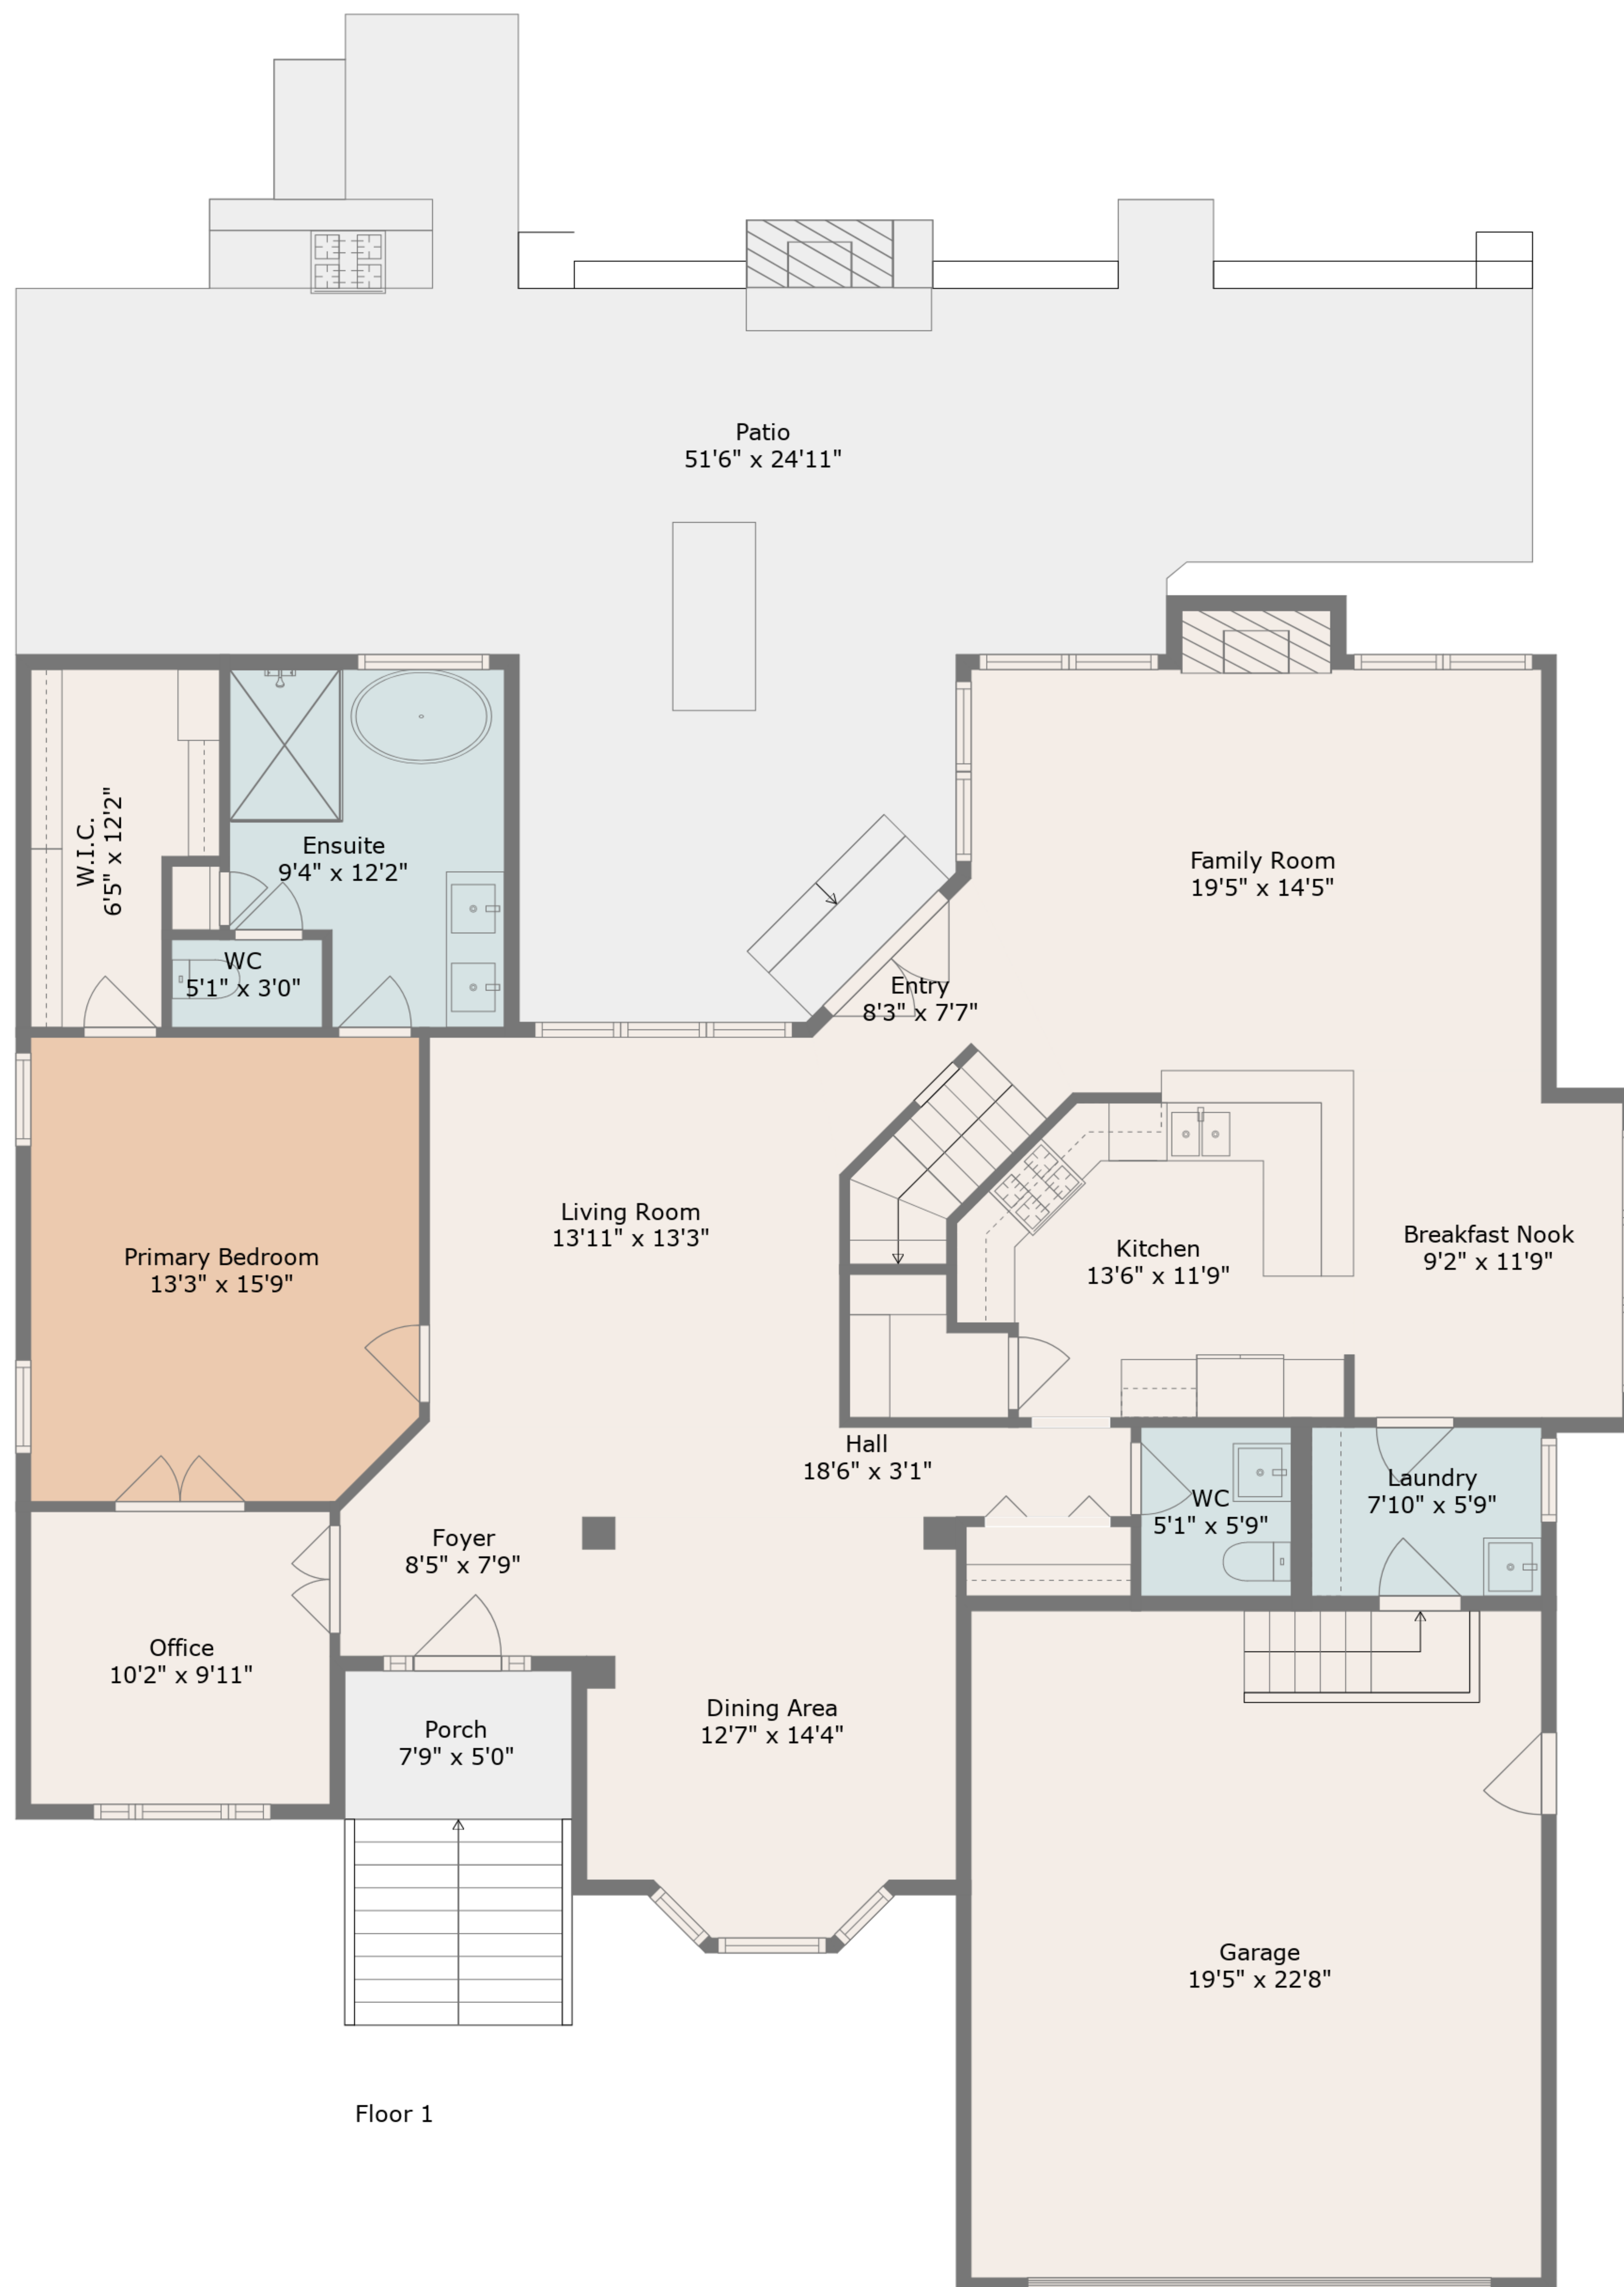 Patio
51'6" x 24'11"
Ensuite
9'4" x 12'2"
W.I.C.
6'5" x 12'2"
Family Room
19'5" x 14'5"
WC
5'1" x 3'0"
Entry
8'3" x 7'7"
Living Room
13'11" x 13'3"
Primary Bedroom
13'3" x 15'9"
Kitchen
13'6" x 11'9"
Breakfast Nook
9'2" x 11'9"
Hall
18'6" x 3'1"
Laundry
7'10" x 5'9"
WC
5'1" x 5'9"
Foyer
8'5" x 7'9"
Office
10'2" x 9'11"
Dining Area
12'7" x 14'4"
Porch
7'9" x 5'0"
Garage
19'5" x 22'8"
Floor 1